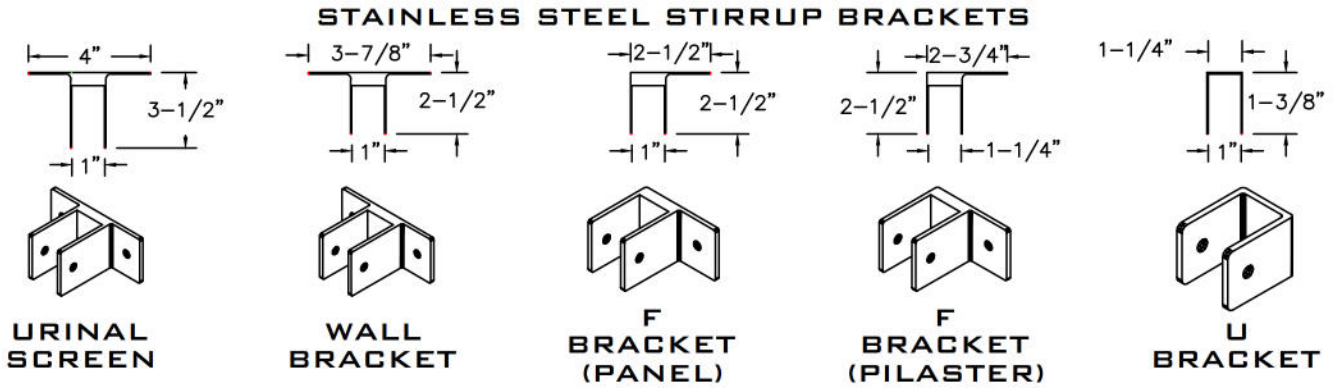 STAINLESS STEEL STIRRUP BRACKETS
4”
3-1/2”
1”
URINAL
SCREEN
3-7/8”
2-1/2”
1”
WALL
BRACKET
2-1/2”
2-1/2”
1”
F
BRACKET
(PANEL)
2-3/4”
2-1/2”
1-1/4”
F
BRACKET
(PILASTER)
1-1/4”
1-3/8”
1”
U
BRACKET